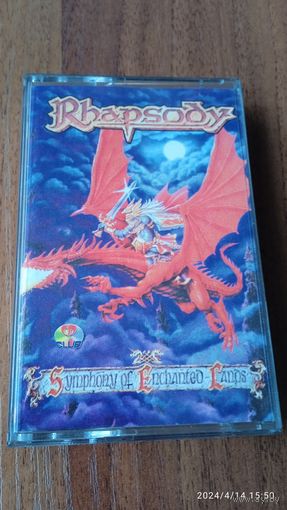 Rhapsody
CLUB
Symphony of Enchanted Lands
2024/4/14 15:50